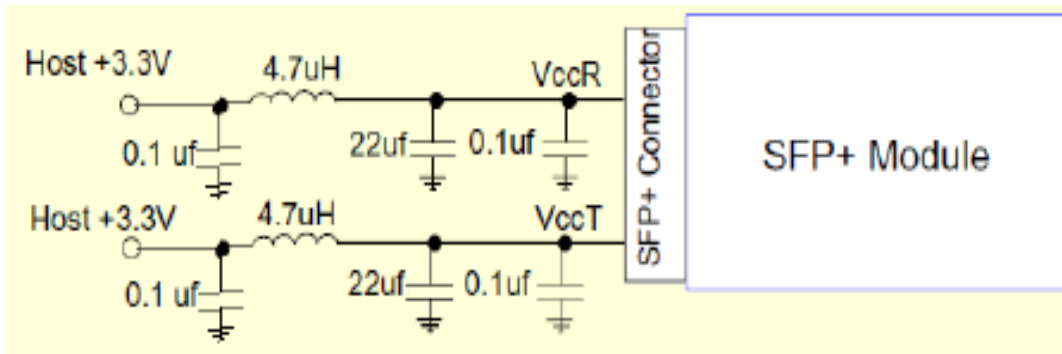 Host +3.3V
4.7uH
VccR
0.1 uf
22uf
0.1uf
Host +3.3V
4.7uH
VccT
0.1 uf
22uf
0.1uf
SFP+ Connector
SFP+ Module